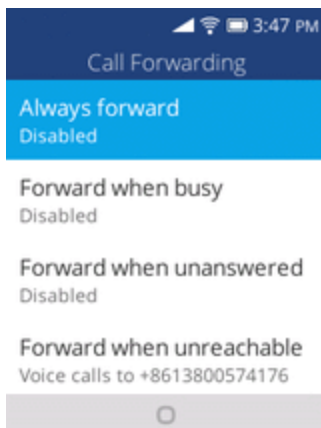 3:47 PM
Call Forwarding
Always forward
Disabled
Forward when busy
Disabled
Forward when unanswered
Disabled
Forward when unreachable
Voice calls to +8613800574176